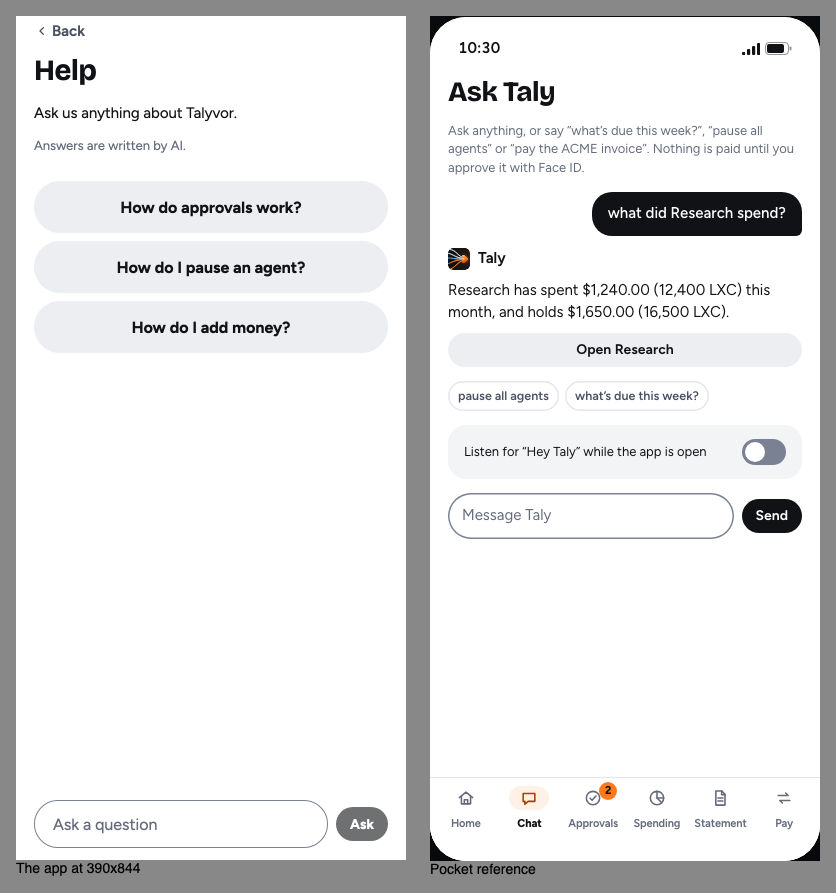 Back
Help
Ask us anything about Talyvor.
Answers are written by AI.
How do approvals work?
How do I pause an agent?
How do I add money?
Ask a question
Ask
The app at 390x844
10:30
Ask Taly
Ask anything, or say “what’s due this week?”, “pause all
agents” or “pay the ACME invoice”. Nothing is paid until you
approve it with Face ID.
what did Research spend?
Taly
Research has spent $1,240.00 (12,400 LXC) this
month, and holds $1,650.00 (16,500 LXC).
Open Research
pause all agents
what’s due this week?
Listen for “Hey Taly” while the app is open
Message Taly
Send
2
Home
Chat
Approvals
Spending
Statement
Pay
Pocket reference